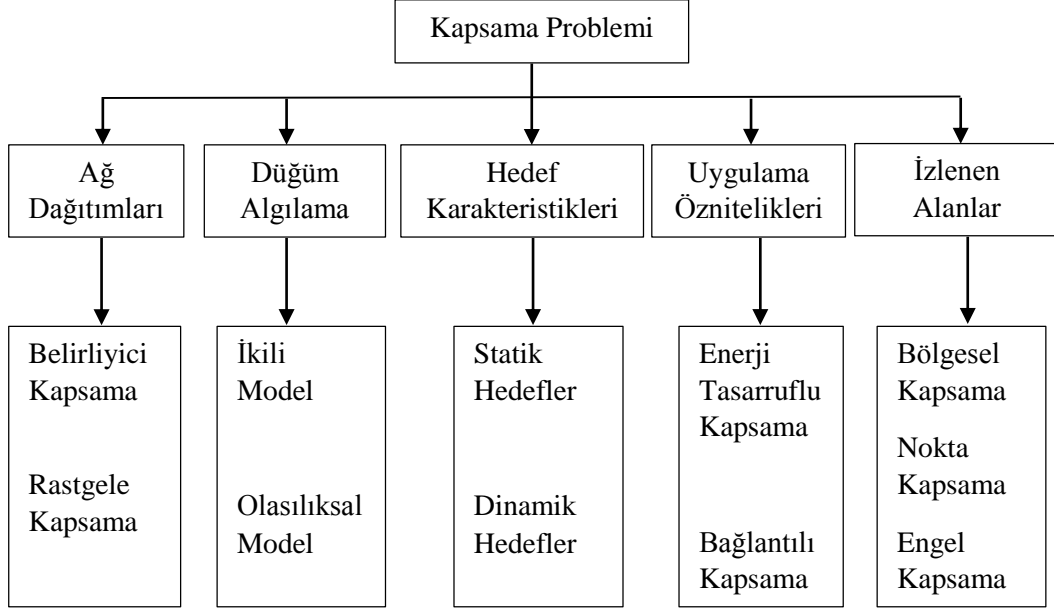 Kapsama Problemi
Ağ
Dağıtımları
Düğüm
Algılama
Hedef
Karakteristikleri
Uygulama
Öznitelikleri
İzlenen
Alanlar
Belirliyici
Kapsama
Rastgele
Kapsama
İkili
Model
Olasılıksal
Model
Statik
Hedefler
Dinamik
Hedefler
Enerji
Tasarruflu
Kapsama
Bağlantılı
Kapsama
Bölgesel
Kapsama
Nokta
Kapsama
Engel
Kapsama